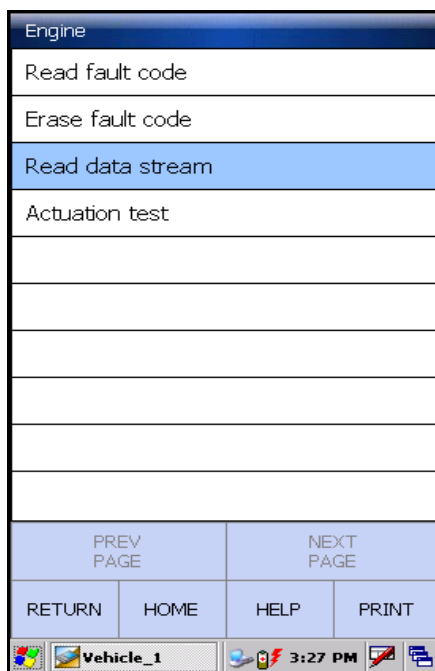 Engine
Read fault code
Erase fault code
Read data stream
Actuation test
PREV PAGE
NEXT PAGE
RETURN
HOME
HELP
PRINT
Vehicle_1
3:27 PM